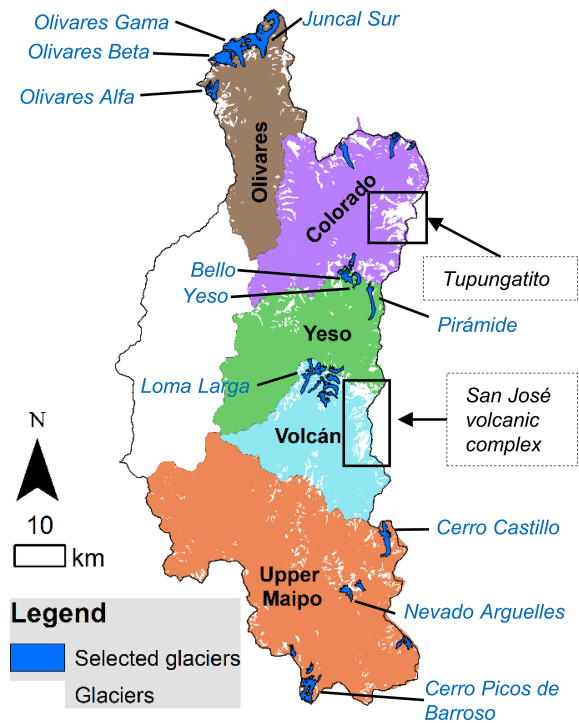 Olivares Gama
Juncal Sur
Olivares Beta
Olivares Alfa
Olivares
Colorado
Bello
Tupungatito
Yeso
Pirámide
Yeso
Loma Larga
San José
volcanic
complex
Volcán
N
10
km
Cerro Castillo
Upper
Maipo
Nevado Arguelles
Legend
Selected glaciers
Glaciers
Cerro Picos de
Barroso